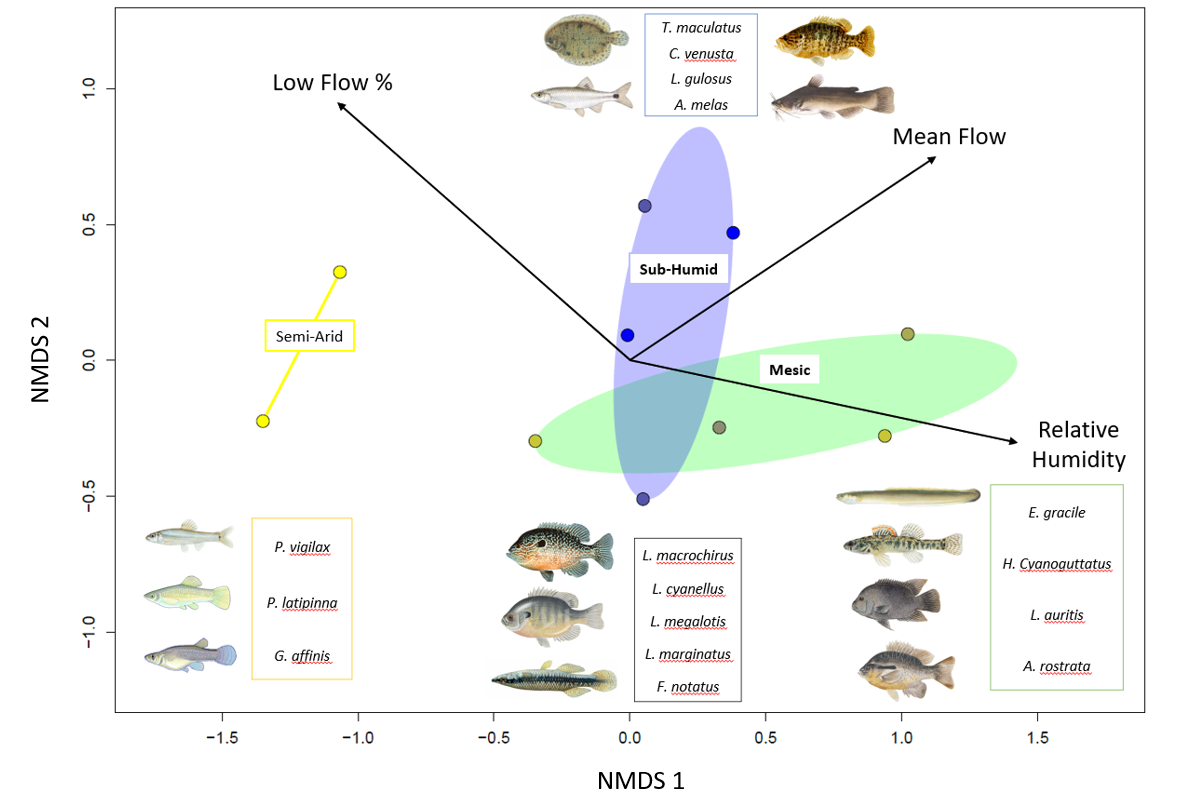 T. maculatus
C. venusta
L. gulosus
A. melas
Low Flow %
Mean Flow
Sub-Humid
Semi-Arid
Mesic
Relative
Humidity
P. vigilax
P. latipinna
G. affinis
L. macrochirus
L. cyanellus
L. megalotis
L. marginatus
F. notatus
E. gracile
H. Cyanoguttatus
L. auritis
A. rostrata
NMDS 2
1.0
0.5
0.0
−0.5
−1.0
−1.5
−1.0
−0.5
0.0
0.5
1.0
1.5
NMDS 1